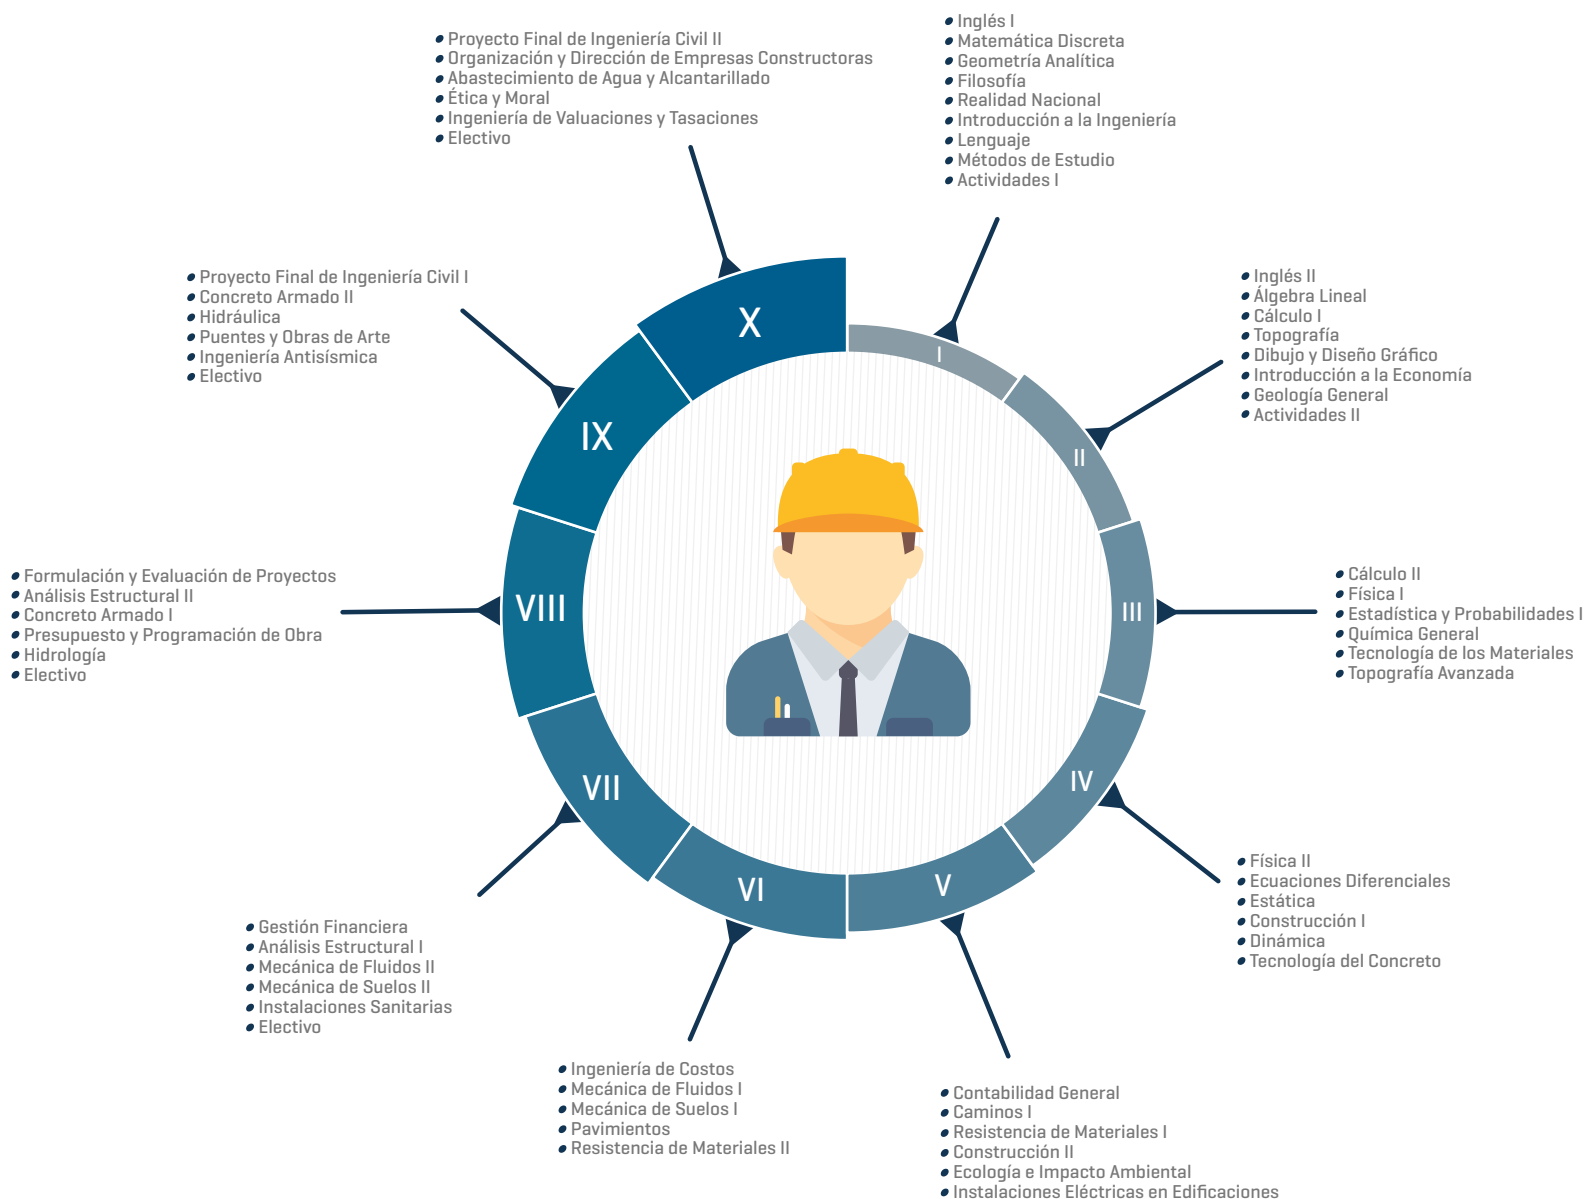 Inglés I
Matemática Discreta
Geometría Analítica
Filosofía
Realidad Nacional
Introducción a la Ingeniería
Lenguaje
Métodos de Estudio
Actividades I
I
Inglés II
Álgebra Lineal
Cálculo I
Topografía
Dibujo y Diseño Gráfico
Introducción a la Economía
Geología General
Actividades II
II
Cálculo II
Física I
Estadística y Probabilidades I
Química General
Tecnología de los Materiales
Topografía Avanzada
III
Física II
Ecuaciones Diferenciales
Estática
Construcción I
Dinámica
Tecnología del Concreto
IV
Contabilidad General
Caminos I
Resistencia de Materiales I
Construcción II
Ecología e Impacto Ambiental
Instalaciones Eléctricas en Edificaciones
V
Ingeniería de Costos
Mecánica de Fluidos I
Mecánica de Suelos I
Pavimientos
Resistencia de Materiales II
VI
Gestión Financiera
Análisis Estructural I
Mecánica de Fluidos II
Mecánica de Suelos II
Instalaciones Sanitarias
Electivo
VII
Formulación y Evaluación de Proyectos
Análisis Estructural II
Concreto Armado I
Presupuesto y Programación de Obra
Hidrología
Electivo
VIII
Proyecto Final de Ingeniería Civil I
Concreto Armado II
Hidráulica
Puentes y Obras de Arte
Ingeniería Antisísmica
Electivo
IX
Proyecto Final de Ingeniería Civil II
Organización y Dirección de Empresas Constructoras
Abastecimiento de Agua y Alcantarillado
Ética y Moral
Ingeniería de Valuaciones y Tasaciones
Electivo
X